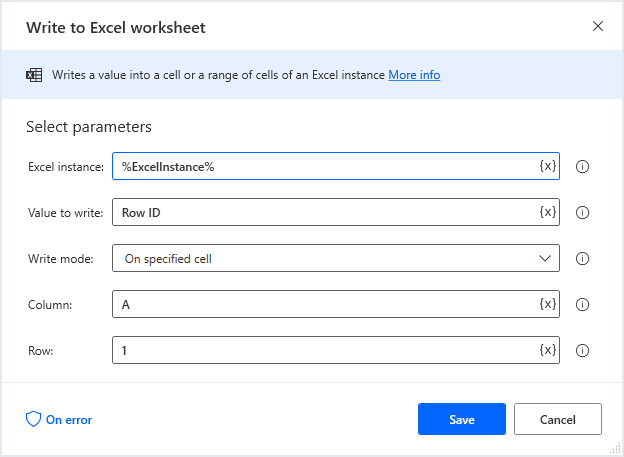 Write to Excel worksheet
Writes a value into a cell or a range of cells of an Excel instance More info
Select parameters
Excel instance: %ExcelInstance% {x}
Value to write: Row ID {x}
Write mode: On specified cell
Column: A {x}
Row: 1 {x}
On error Save Cancel